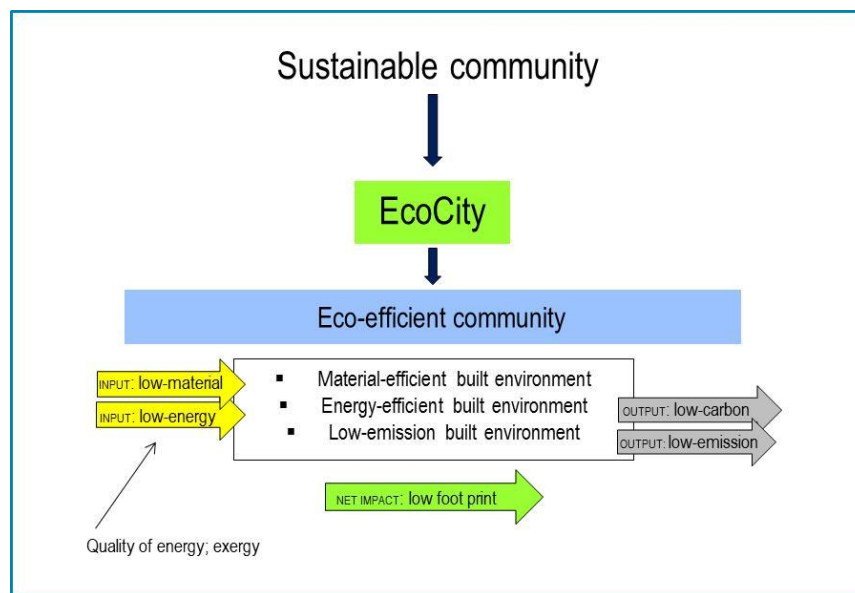 Sustainable community
EcoCity
Eco-efficient community
INPUT: low-material
INPUT: low-energy
▪ Material-efficient built environment
▪ Energy-efficient built environment
▪ Low-emission built environment
OUTPUT: low-carbon
OUTPUT: low-emission
NET IMPACT: low foot print
Quality of energy; exergy